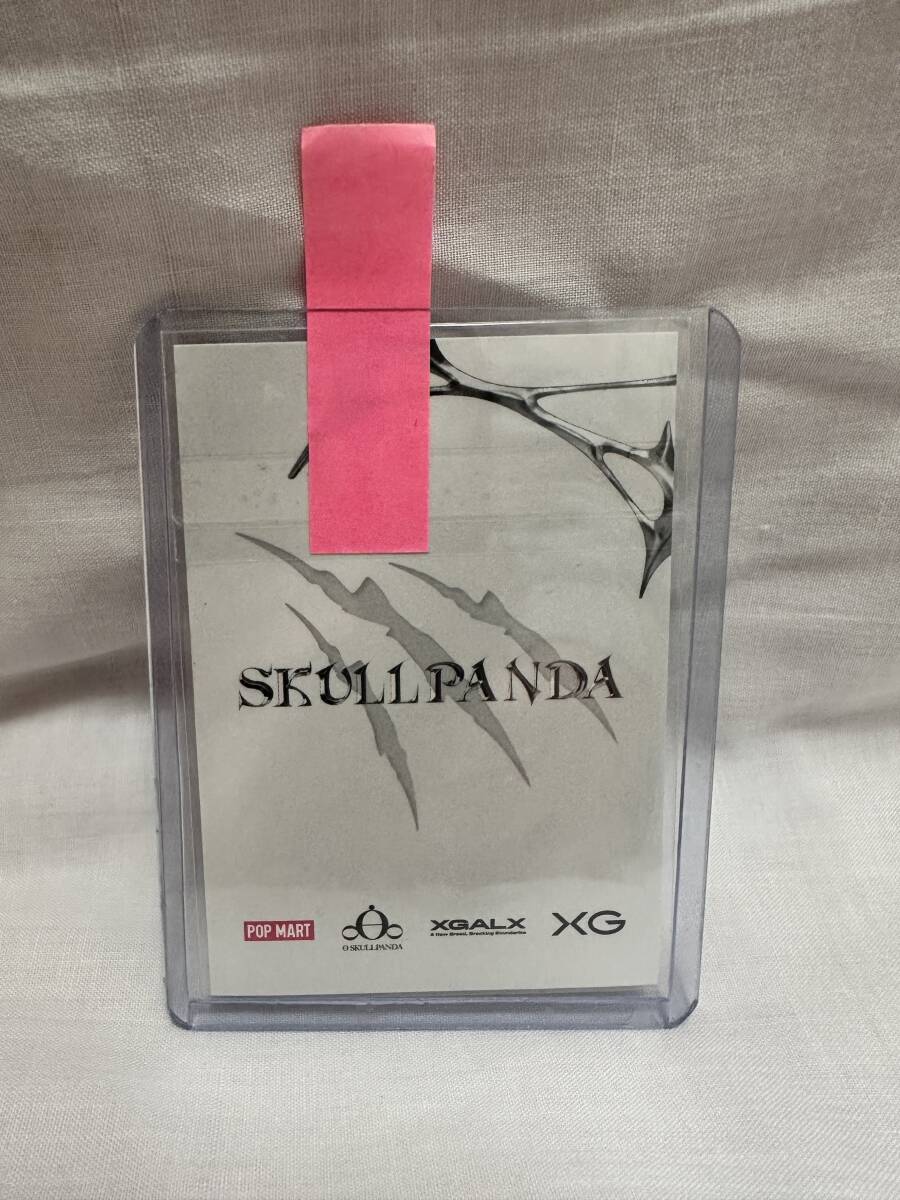 SKULLPANDA
POP MART
Ö SKULLPANDA
XGALX
A New Breed, Breaking Boundaries
XG